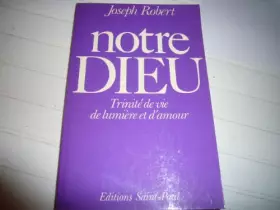 Joseph Robert
notre
DIEU
Trinité de vie
de lumière et d'amour
Editions Saint-Paul